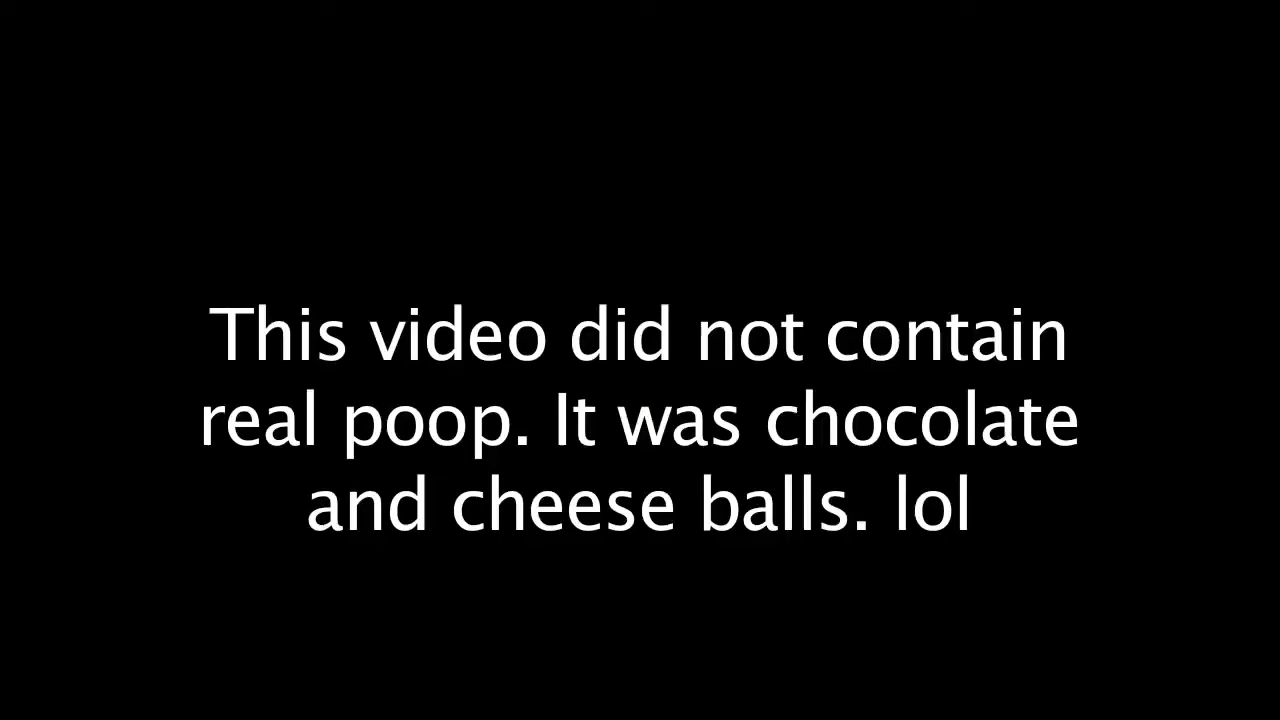 This video did not contain
real poop. It was chocolate
and cheese balls. lol